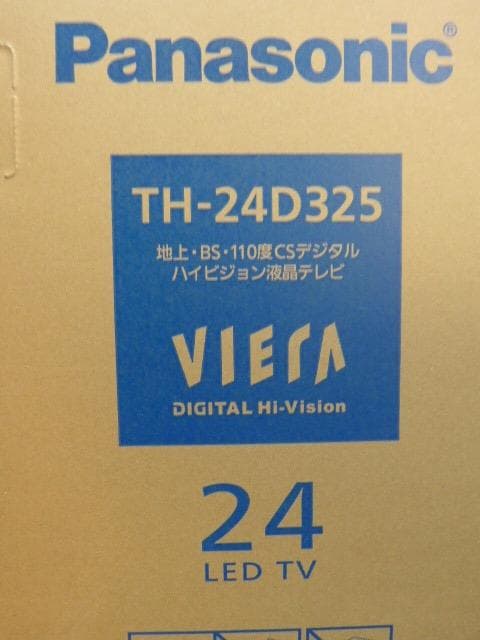 Panasonic®
TH-24D325
地上・BS・110度CSデジタル
ハイビジョン液晶テレビ
VIERA
DIGITAL Hi-Vision
24
LED TV